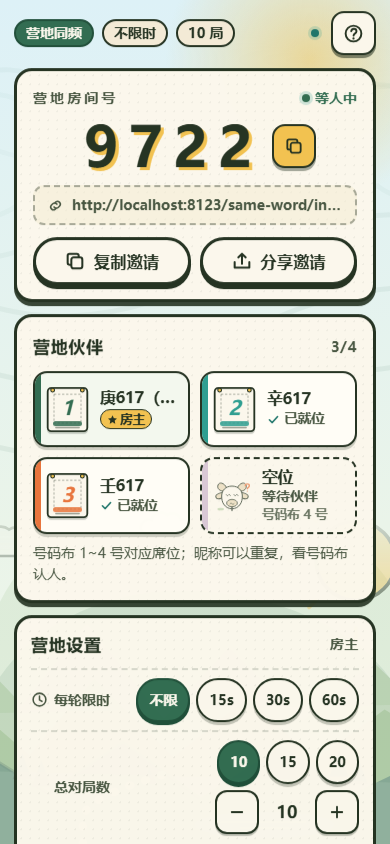 营地同频 不限时 10 局
营地房间号 等人中
9722
http://localhost:8123/same-word/in...
复制邀请 分享邀请
营地伙伴 3/4
1 庚617（...
房主
2 辛617
已就位
3 壬617
已就位
空位
等待伙伴
号码布 4 号
号码布 1~4 号对应席位；昵称可以重复，看号码布
认人。
营地设置 房主
每轮限时 不限 15s 30s 60s
总对局数 10 15 20
− 10 +